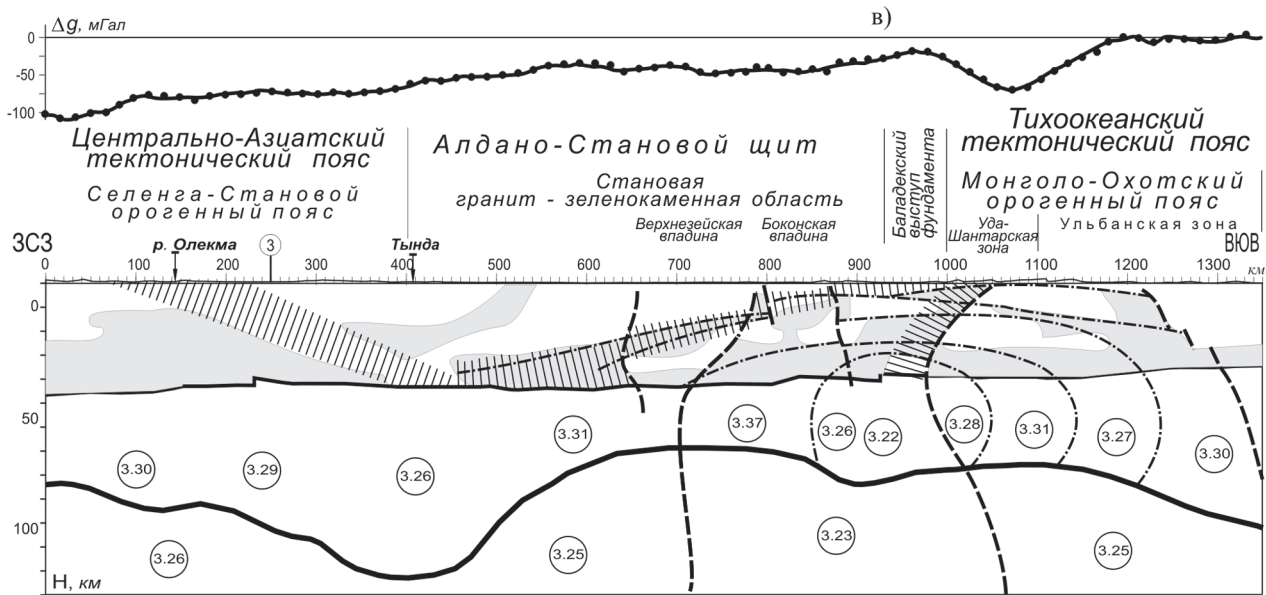 в)
Δg, мГал
0
-50
-100
Центрально-Азиатский
тектонический пояс
Селенга-Становой
орогенный пояс
Алдано-Становой щит
Становая
гранит - зеленокаменная область
Верхнезейская
впадина
Боконская
впадина
Баладекский
выступ
фундамента
Тихоокеанский
тектонический пояс
Монголо-Охотский
орогенный пояс
Уда-
Шантарская
зона
Ульбанская зона
ЗСЗ
р. Олекма
3
Тында
ВЮВ
0 100 200 300 400 500 600 700 800 900 1000 1100 1200 1300 км
0
50
100
3.30 3.29 3.26 3.31 3.37 3.26 3.22 3.28 3.31 3.27 3.30
3.26 3.25 3.23 3.25
Н, км